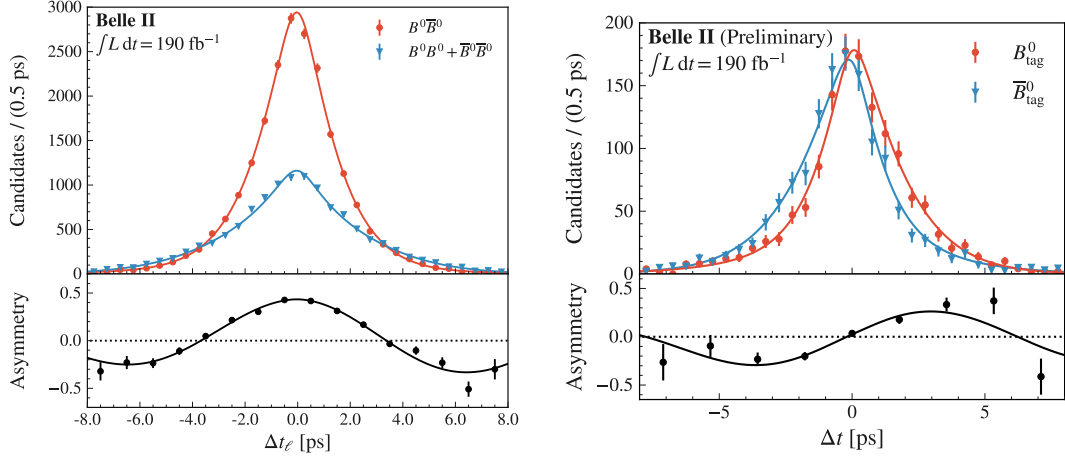 Belle II
∫L dt = 190 fb⁻¹
B⁰B̅⁰
B⁰B⁰ + B̅⁰B̅⁰
Candidates / (0.5 ps)
3000
2500
2000
1500
1000
500
0
Asymmetry
0.5
0.0
−0.5
-8.0 -6.0 -4.0 -2.0 0.0 2.0 4.0 6.0 8.0
Δtℓ [ps]
Belle II (Preliminary)
∫L dt = 190 fb⁻¹
B⁰tag
B̅⁰tag
Candidates / (0.5 ps)
200
150
100
50
0
Asymmetry
0.5
0.0
−0.5
−5 0 5
Δt [ps]